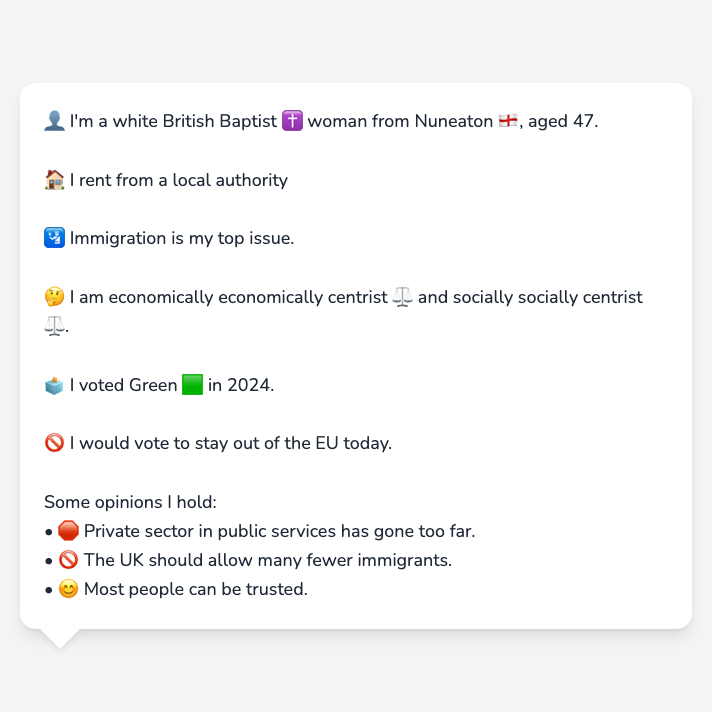 👤 I'm a white British Baptist ✝️ woman from Nuneaton 🏴󠁧󠁢󠁥󠁮󠁧󠁿, aged 47.
🏠 I rent from a local authority
🛂 Immigration is my top issue.
🤔 I am economically economically centrist ⚖️ and socially socially centrist
⚖️.
🗳️ I voted Green 🟩 in 2024.
🚫 I would vote to stay out of the EU today.
Some opinions I hold:
• 🛑 Private sector in public services has gone too far.
• 🚫 The UK should allow many fewer immigrants.
• 😊 Most people can be trusted.